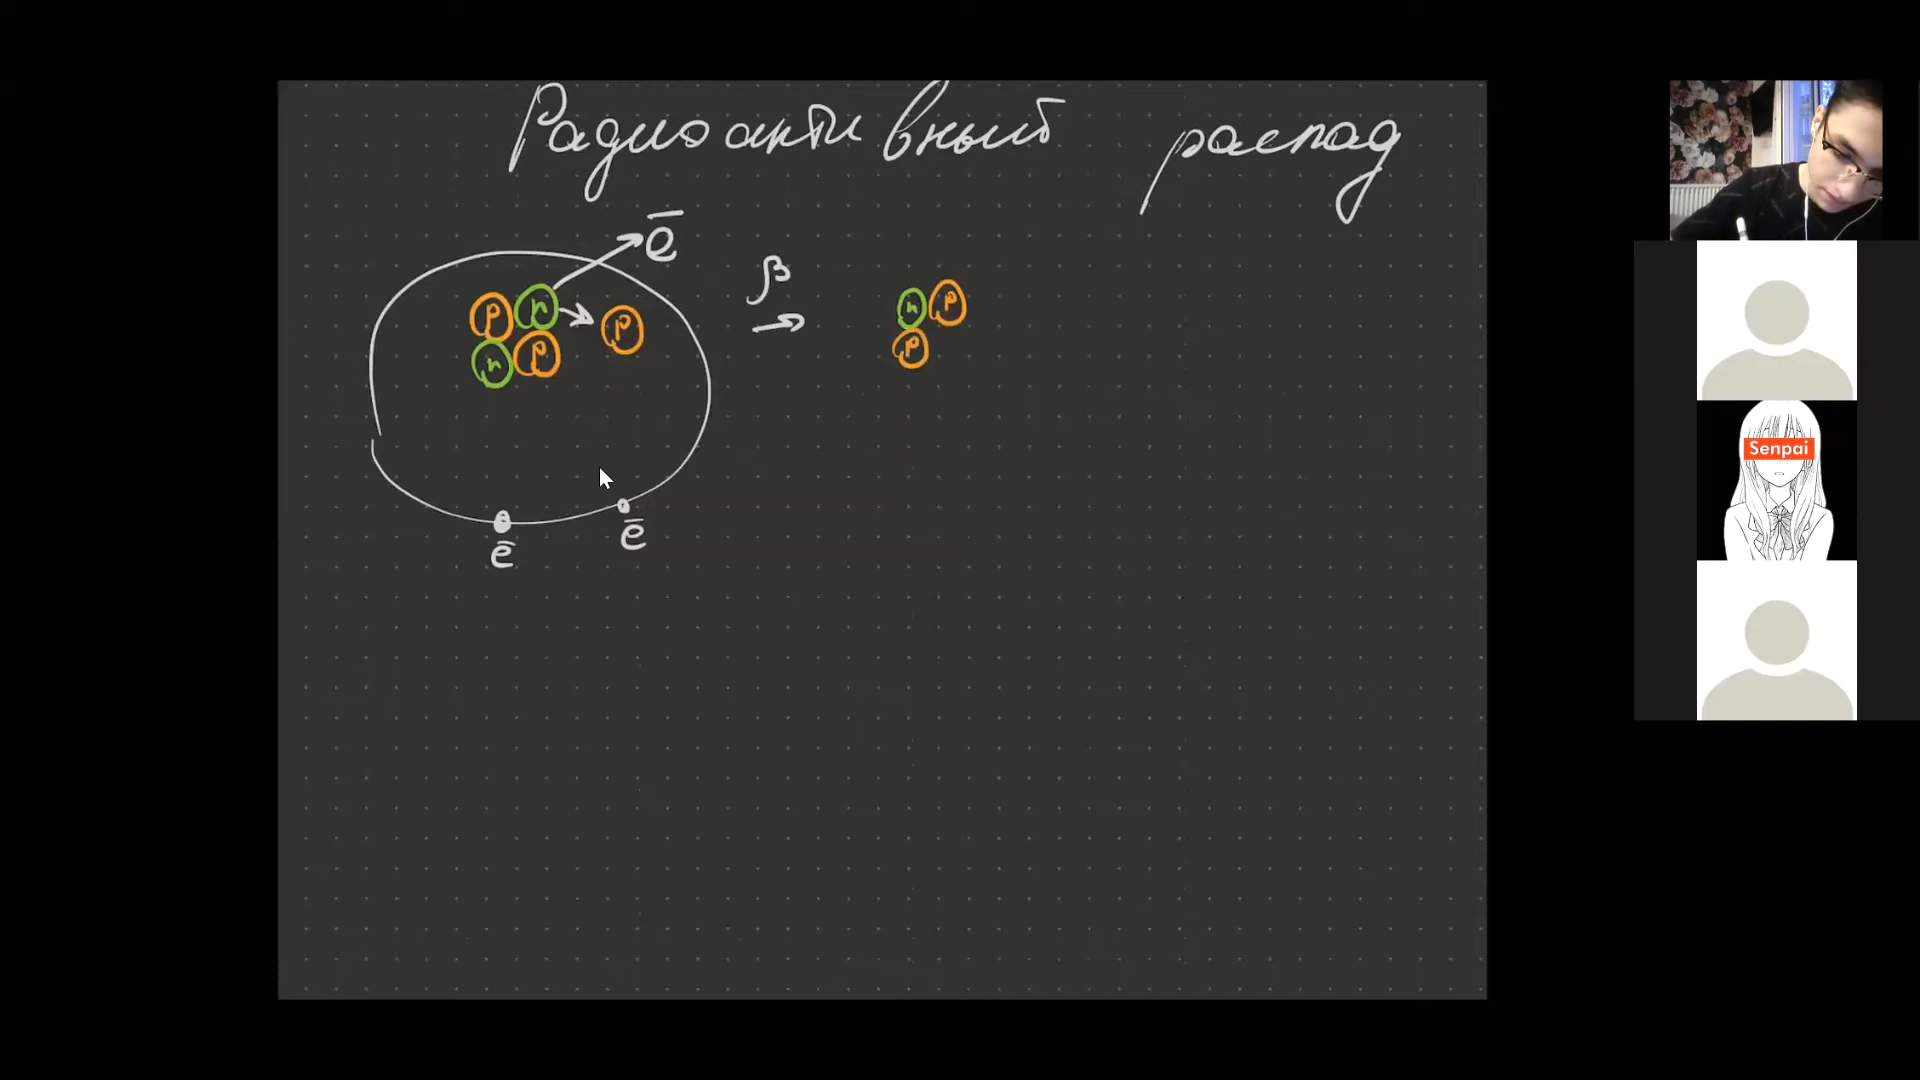 Радиоактивный распад
e̅
β
p n p n p
n p p
e̅ e̅
Senpai